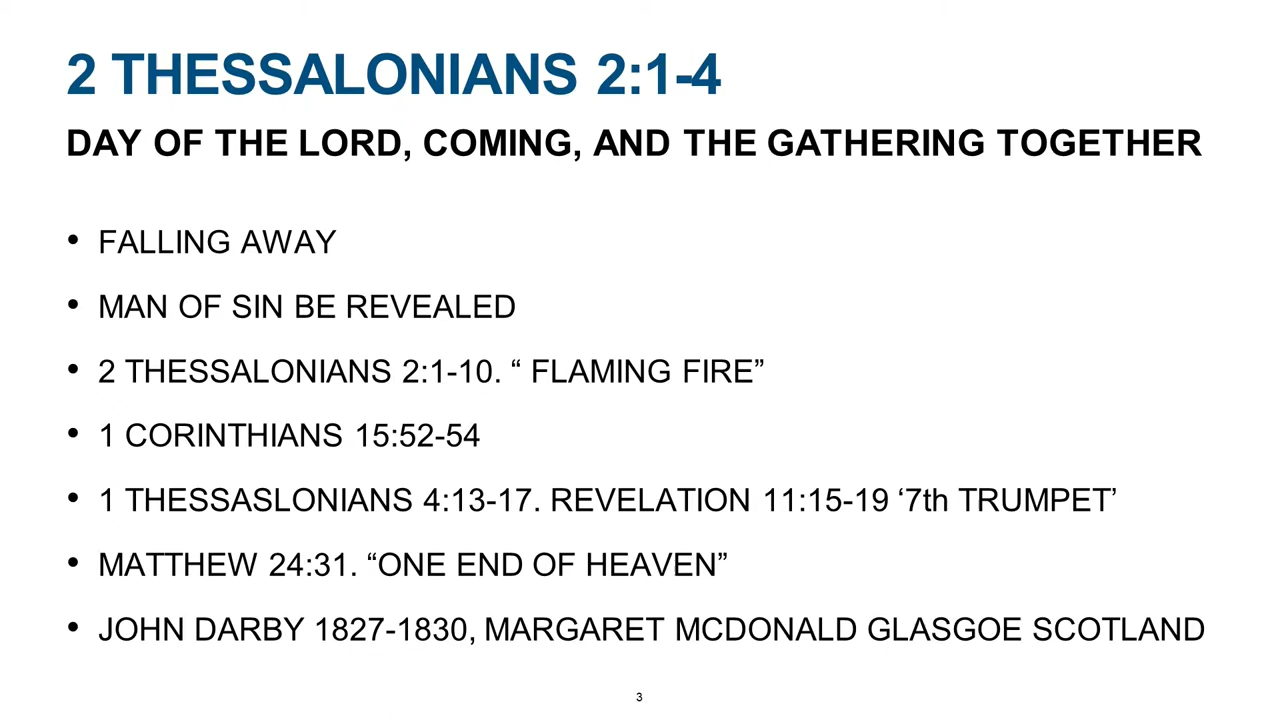 2 THESSALONIANS 2:1-4
DAY OF THE LORD, COMING, AND THE GATHERING TOGETHER
• FALLING AWAY
• MAN OF SIN BE REVEALED
• 2 THESSALONIANS 2:1-10. “ FLAMING FIRE”
• 1 CORINTHIANS 15:52-54
• 1 THESSASLONIANS 4:13-17. REVELATION 11:15-19 ‘7th TRUMPET’
• MATTHEW 24:31. “ONE END OF HEAVEN”
• JOHN DARBY 1827-1830, MARGARET MCDONALD GLASGOE SCOTLAND
3